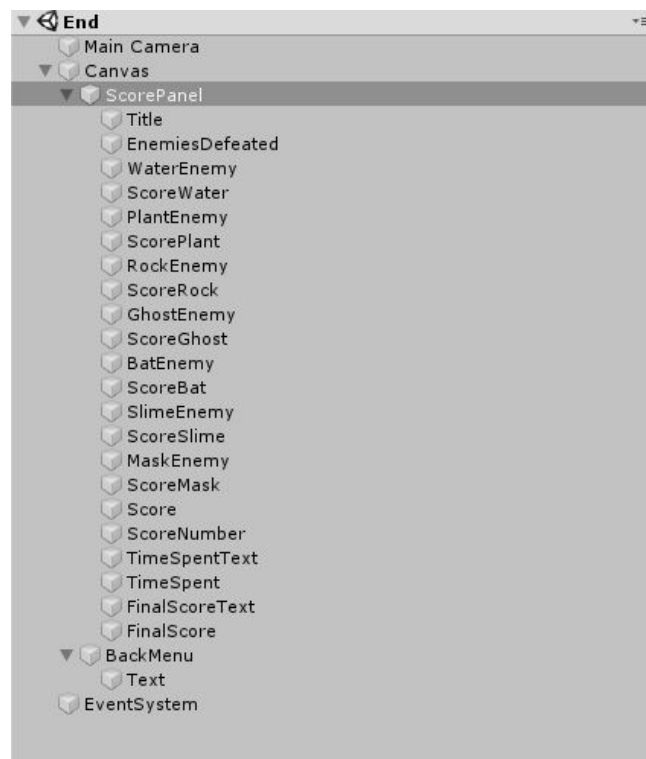 End
Main Camera
Canvas
ScorePanel
Title
EnemiesDefeated
WaterEnemy
ScoreWater
PlantEnemy
ScorePlant
RockEnemy
ScoreRock
GhostEnemy
ScoreGhost
BatEnemy
ScoreBat
SlimeEnemy
ScoreSlime
MaskEnemy
ScoreMask
Score
ScoreNumber
TimeSpentText
TimeSpent
FinalScoreText
FinalScore
BackMenu
Text
EventSystem